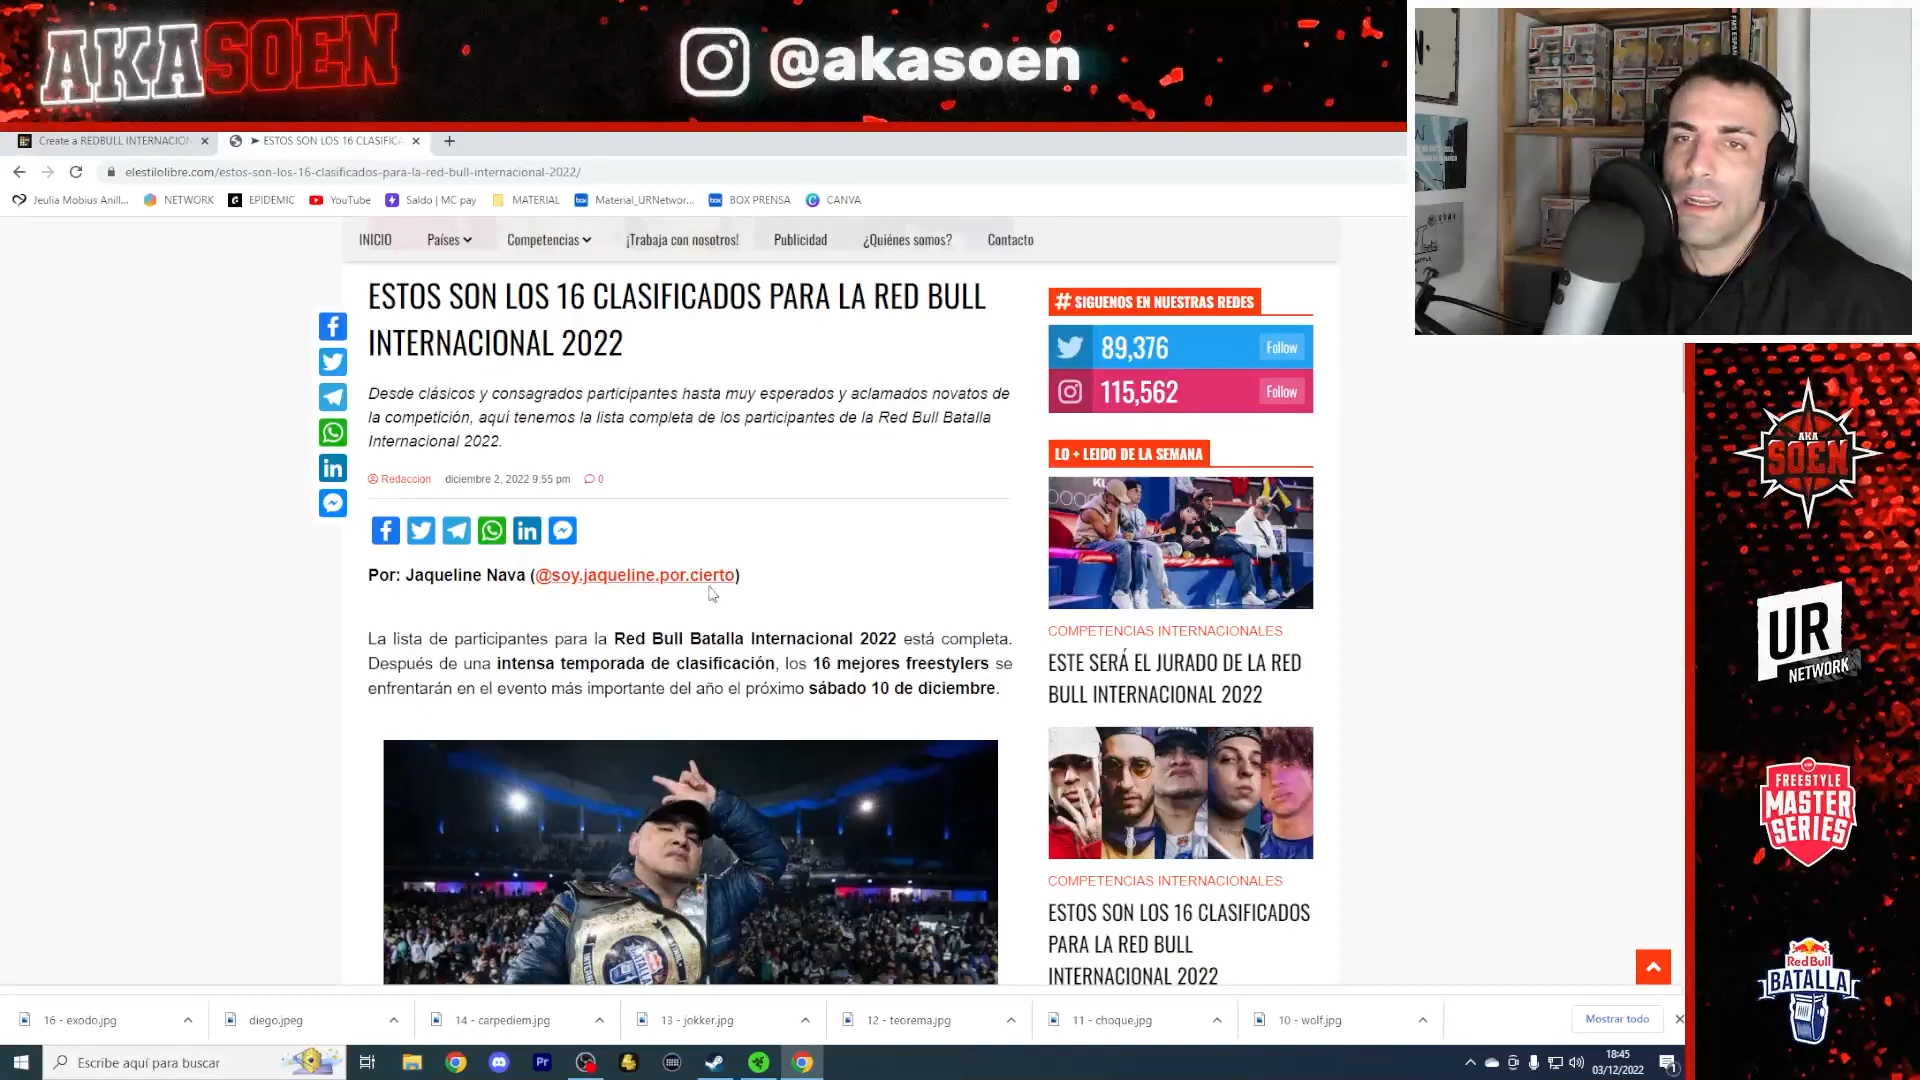 AKASOEN
@akasoen
Create a REDBULL INTERNACION
➤ ESTOS SON LOS 16 CLASIFICA
elestilolibre.com/estos-son-los-16-clasificados-para-la-red-bull-internacional-2022/
Jeulia Mobius Anill...
NETWORK
EPIDEMIC
YouTube
Saldo | MC pay
MATERIAL
Material_URNetwor...
BOX PRENSA
CANVA
INICIO
Países
Competencias
¡Trabaja con nosotros!
Publicidad
¿Quiénes somos?
Contacto
ESTOS SON LOS 16 CLASIFICADOS PARA LA RED BULL
INTERNACIONAL 2022
Desde clásicos y consagrados participantes hasta muy esperados y aclamados novatos de
la competición, aquí tenemos la lista completa de los participantes de la Red Bull Batalla
Internacional 2022.
Redaccion diciembre 2, 2022 9:55 pm 0
Por: Jaqueline Nava (@soy.jaqueline.por.cierto)
La lista de participantes para la Red Bull Batalla Internacional 2022 está completa.
Después de una intensa temporada de clasificación, los 16 mejores freestylers se
enfrentarán en el evento más importante del año el próximo sábado 10 de diciembre.
BATALLA
# SIGUENOS EN NUESTRAS REDES
89,376 Follow
115,562 Follow
LO + LEIDO DE LA SEMANA
COMPETENCIAS INTERNACIONALES
ESTE SERÁ EL JURADO DE LA RED
BULL INTERNACIONAL 2022
COMPETENCIAS INTERNACIONALES
ESTOS SON LOS 16 CLASIFICADOS
PARA LA RED BULL
INTERNACIONAL 2022
AKA
SOEN
UR
NETWORK
FREESTYLE
MASTER
SERIES
Red Bull
BATALLA
16 - exodo.jpg
diego.jpeg
14 - carpediem.jpg
13 - jokker.jpg
12 - teorema.jpg
11 - choque.jpg
10 - wolf.jpg
Mostrar todo
Escribe aquí para buscar
Pr
18:45
03/12/2022
1